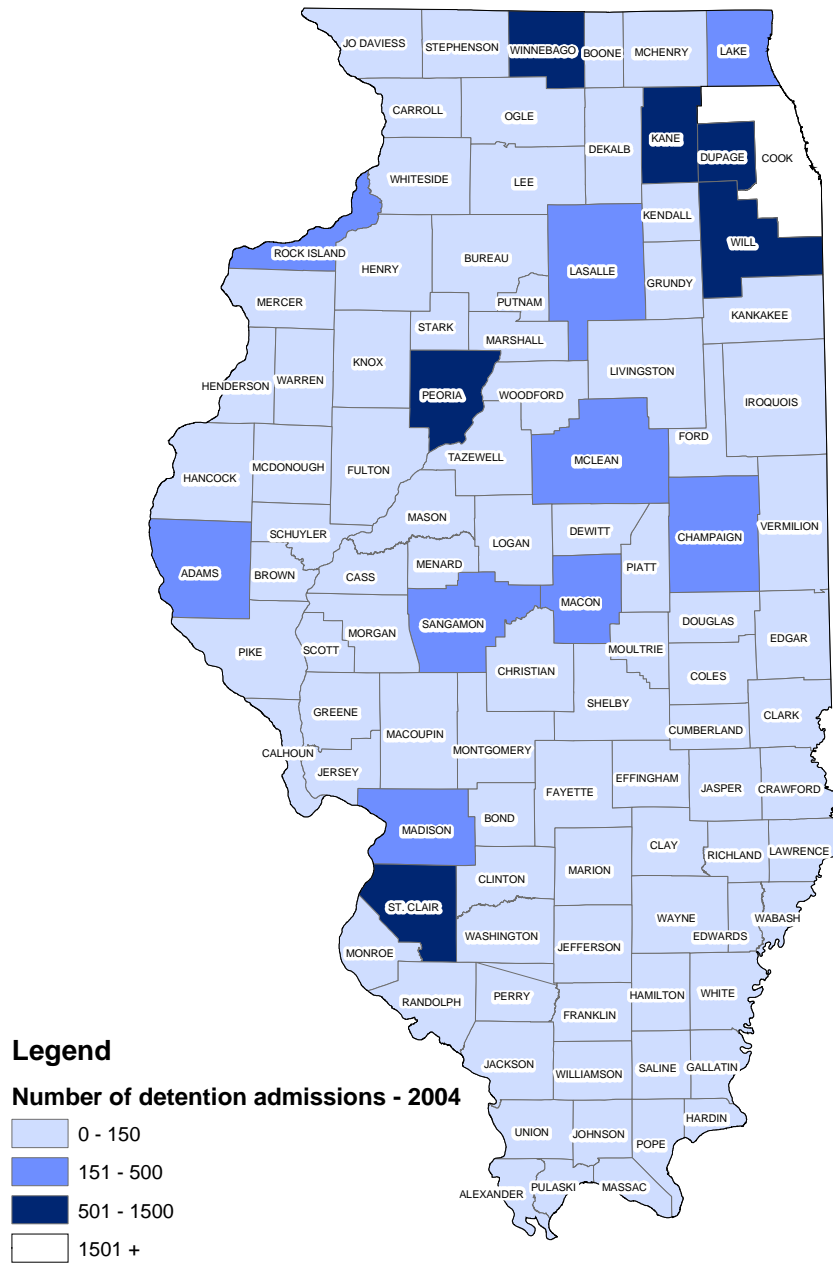 JO DAVIESS
STEPHENSON
WINNEBAGO
BOONE
MCHENRY
LAKE
CARROLL
OGLE
DEKALB
KANE
DUPAGE
COOK
WHITESIDE
LEE
KENDALL
ROCK ISLAND
HENRY
BUREAU
LASALLE
WILL
GRUNDY
MERCER
PUTNAM
KANKAKEE
STARK
MARSHALL
KNOX
HENDERSON
WARREN
PEORIA
WOODFORD
LIVINGSTON
IROQUOIS
FORD
HANCOCK
MCDONOUGH
FULTON
TAZEWELL
MCLEAN
MASON
SCHUYLER
LOGAN
DEWITT
CHAMPAIGN
VERMILION
ADAMS
BROWN
CASS
MENARD
PIATT
MACON
SANGAMON
PIKE
SCOTT
MORGAN
DOUGLAS
MOULTRIE
EDGAR
CHRISTIAN
COLES
SHELBY
GREENE
MACOUPIN
CLARK
CUMBERLAND
CALHOUN
MONTGOMERY
JERSEY
FAYETTE
EFFINGHAM
JASPER
CRAWFORD
MADISON
BOND
CLAY
RICHLAND
LAWRENCE
MARION
CLINTON
ST. CLAIR
WAYNE
WABASH
EDWARDS
WASHINGTON
JEFFERSON
MONROE
RANDOLPH
PERRY
HAMILTON
WHITE
FRANKLIN
JACKSON
WILLIAMSON
SALINE
GALLATIN
HARDIN
UNION
JOHNSON
POPE
ALEXANDER
PULASKI
MASSAC
Legend
Number of detention admissions - 2004
0 - 150
151 - 500
501 - 1500
1501 +